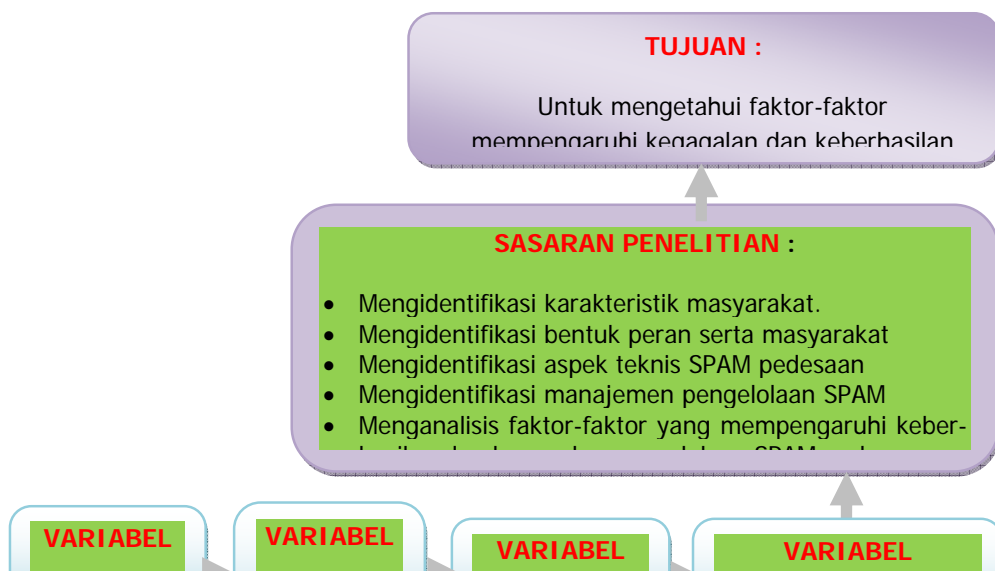 TUJUAN :
Untuk mengetahui faktor-faktor
mempengaruhi kegagalan dan keberhasilan
SASARAN PENELITIAN :
• Mengidentifikasi karakteristik masyarakat.
• Mengidentifikasi bentuk peran serta masyarakat
• Mengidentifikasi aspek teknis SPAM pedesaan
• Mengidentifikasi manajemen pengelolaan SPAM
• Menganalisis faktor-faktor yang mempengaruhi keber-
SPAM
VARIABEL
VARIABEL
VARIABEL
VARIABEL